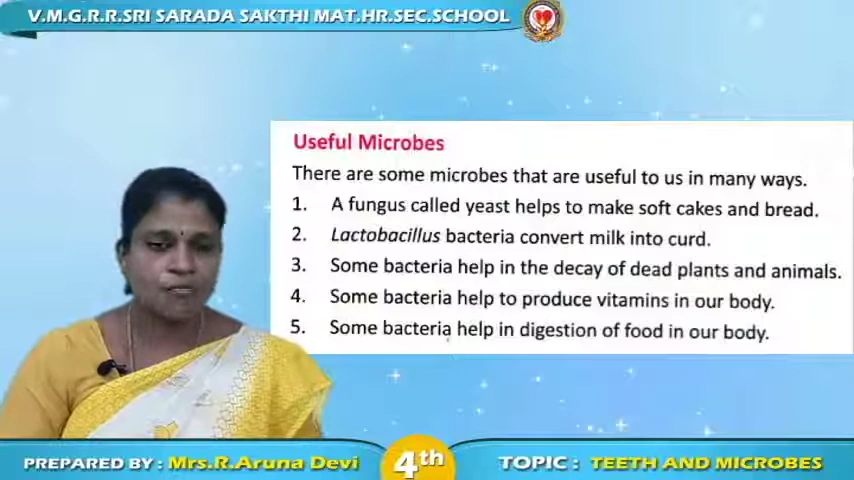 V.M.G.R.R.SRI SARADA SAKTHI MAT.HR.SEC.SCHOOL
Useful Microbes
There are some microbes that are useful to us in many ways.
1. A fungus called yeast helps to make soft cakes and bread.
2. Lactobacillus bacteria convert milk into curd.
3. Some bacteria help in the decay of dead plants and animals.
4. Some bacteria help to produce vitamins in our body.
5. Some bacteria help in digestion of food in our body.
PREPARED BY : Mrs.R.Aruna Devi
4th
TOPIC : TEETH AND MICROBES